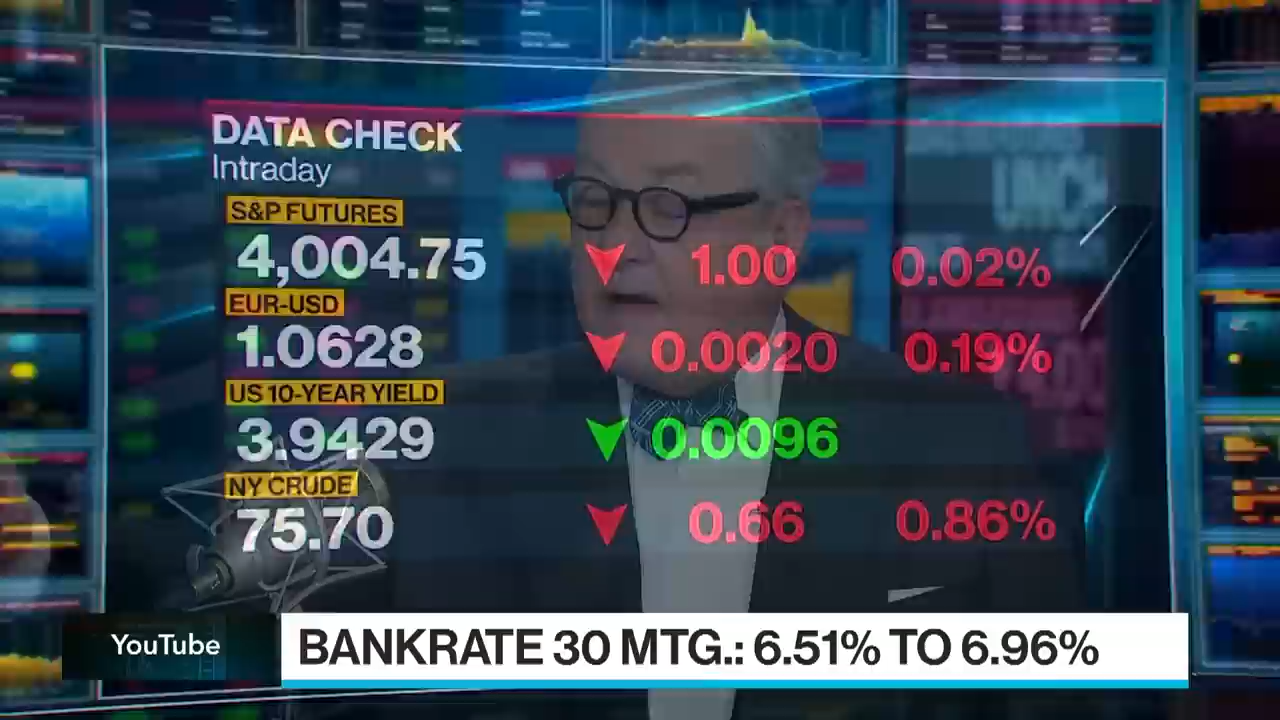 DATA CHECK
Intraday
S&P FUTURES
4,004.75 1.00 0.02%
EUR-USD
1.0628 0.0020 0.19%
US 10-YEAR YIELD
3.9429 0.0096
NY CRUDE
75.70 0.66 0.86%
UNCH
YouTube
BANKRATE 30 MTG.: 6.51% TO 6.96%